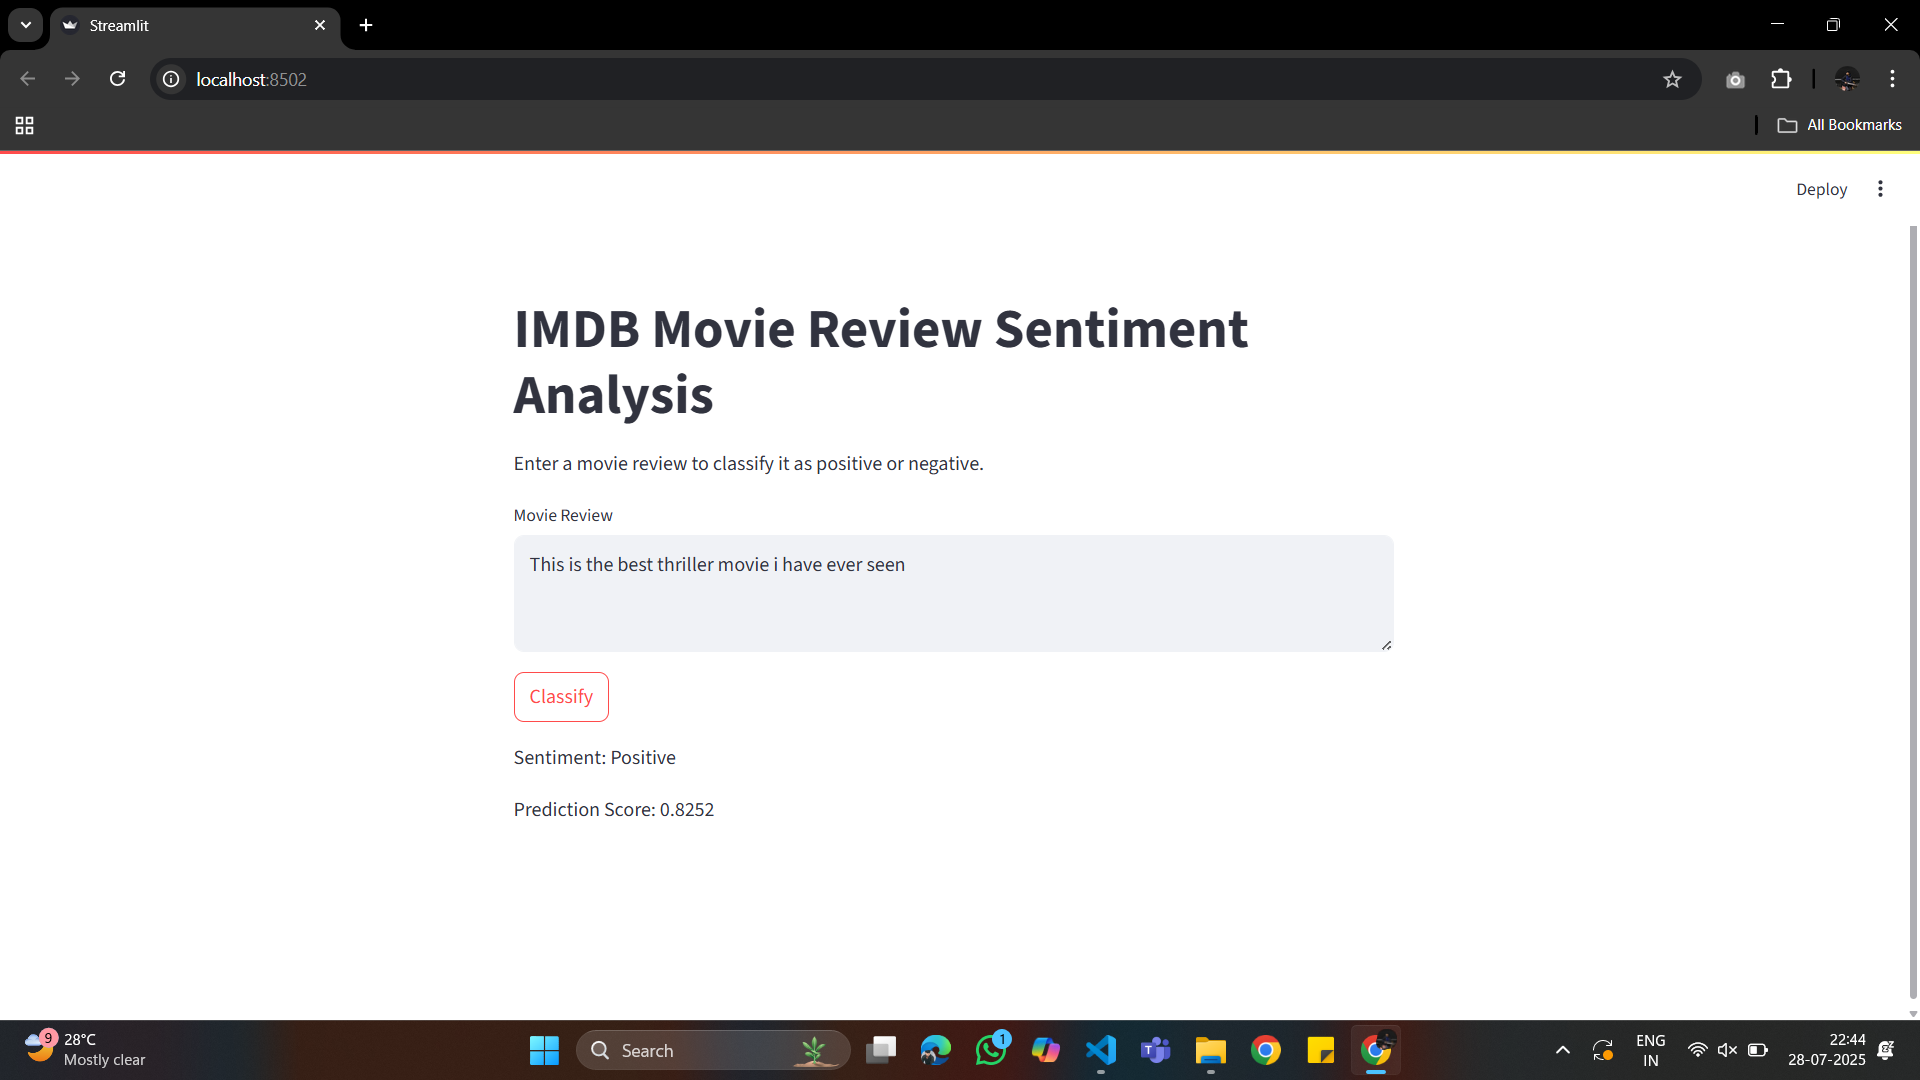 Streamlit
localhost:8502
All Bookmarks
Deploy
IMDB Movie Review Sentiment
Analysis
Enter a movie review to classify it as positive or negative.
Movie Review
This is the best thriller movie i have ever seen
Classify
Sentiment: Positive
Prediction Score: 0.8252
9
28°C
Mostly clear
Search
1
T
ENG
IN
22:44
28-07-2025